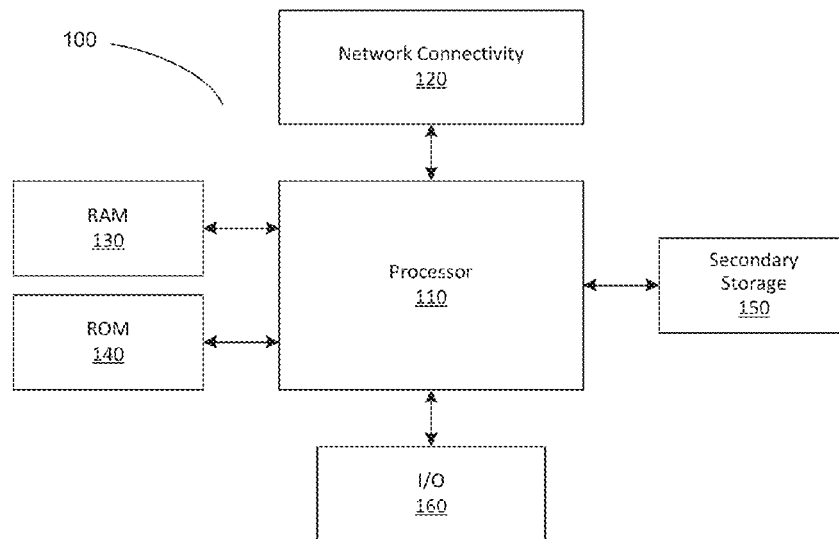 100
Network Connectivity
120
RAM
130
Processor
110
Secondary
Storage
150
ROM
140
I/O
160